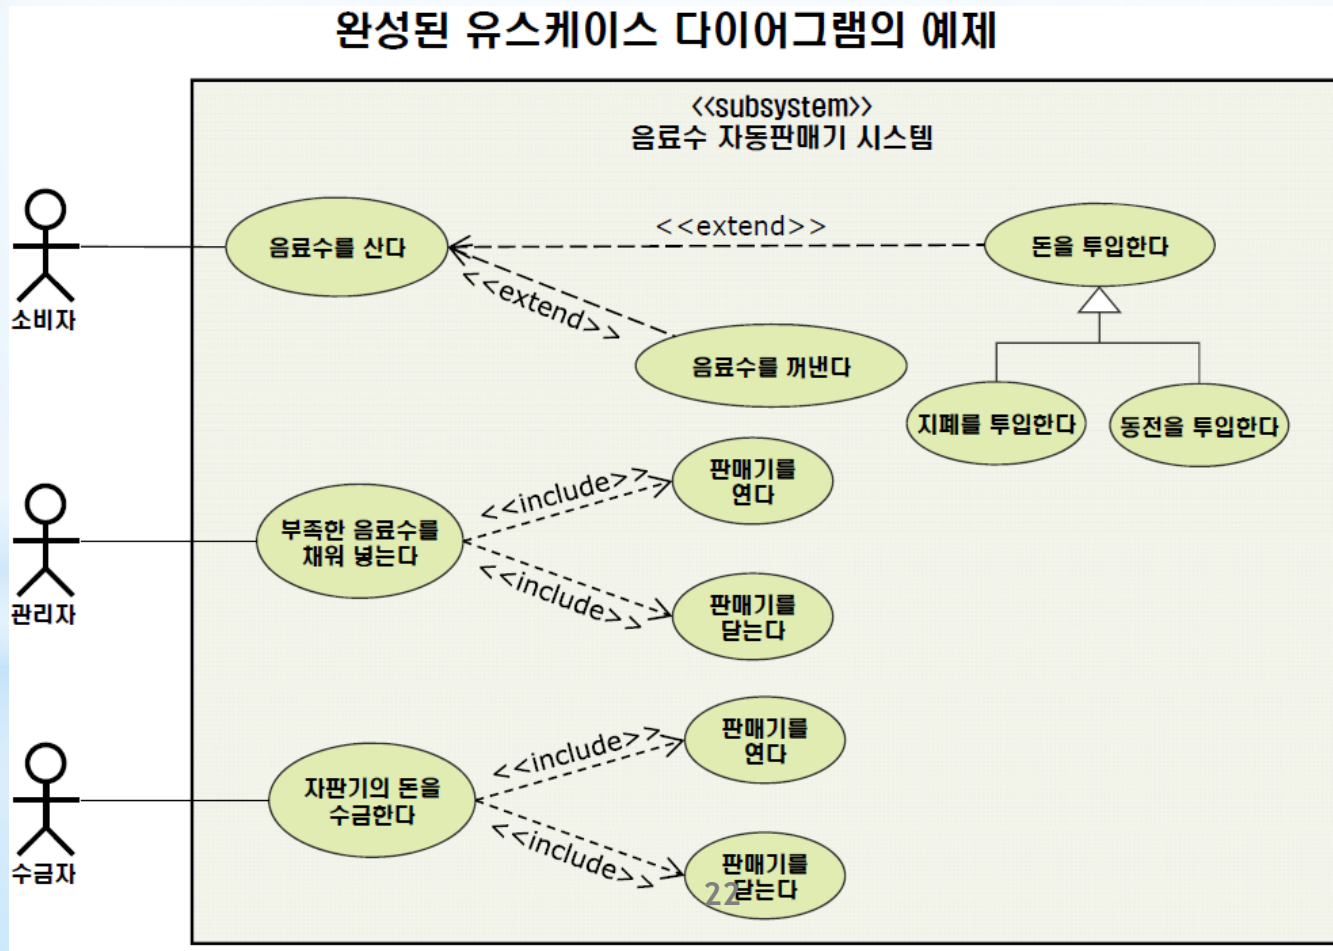 완성된 유스케이스 다이어그램의 예제
<<subsystem>>
음료수 자동판매기 시스템
소비자
음료수를 산다
<<extend>>
돈을 투입한다
<<extend>>
음료수를 꺼낸다
지폐를 투입한다
동전을 투입한다
관리자
부족한 음료수를
채워 넣는다
<<include>>
판매기를
연다
<<include>>
판매기를
닫는다
수금자
자판기의 돈을
수금한다
<<include>>
판매기를
연다
<<include>>
판매기를
닫는다
22